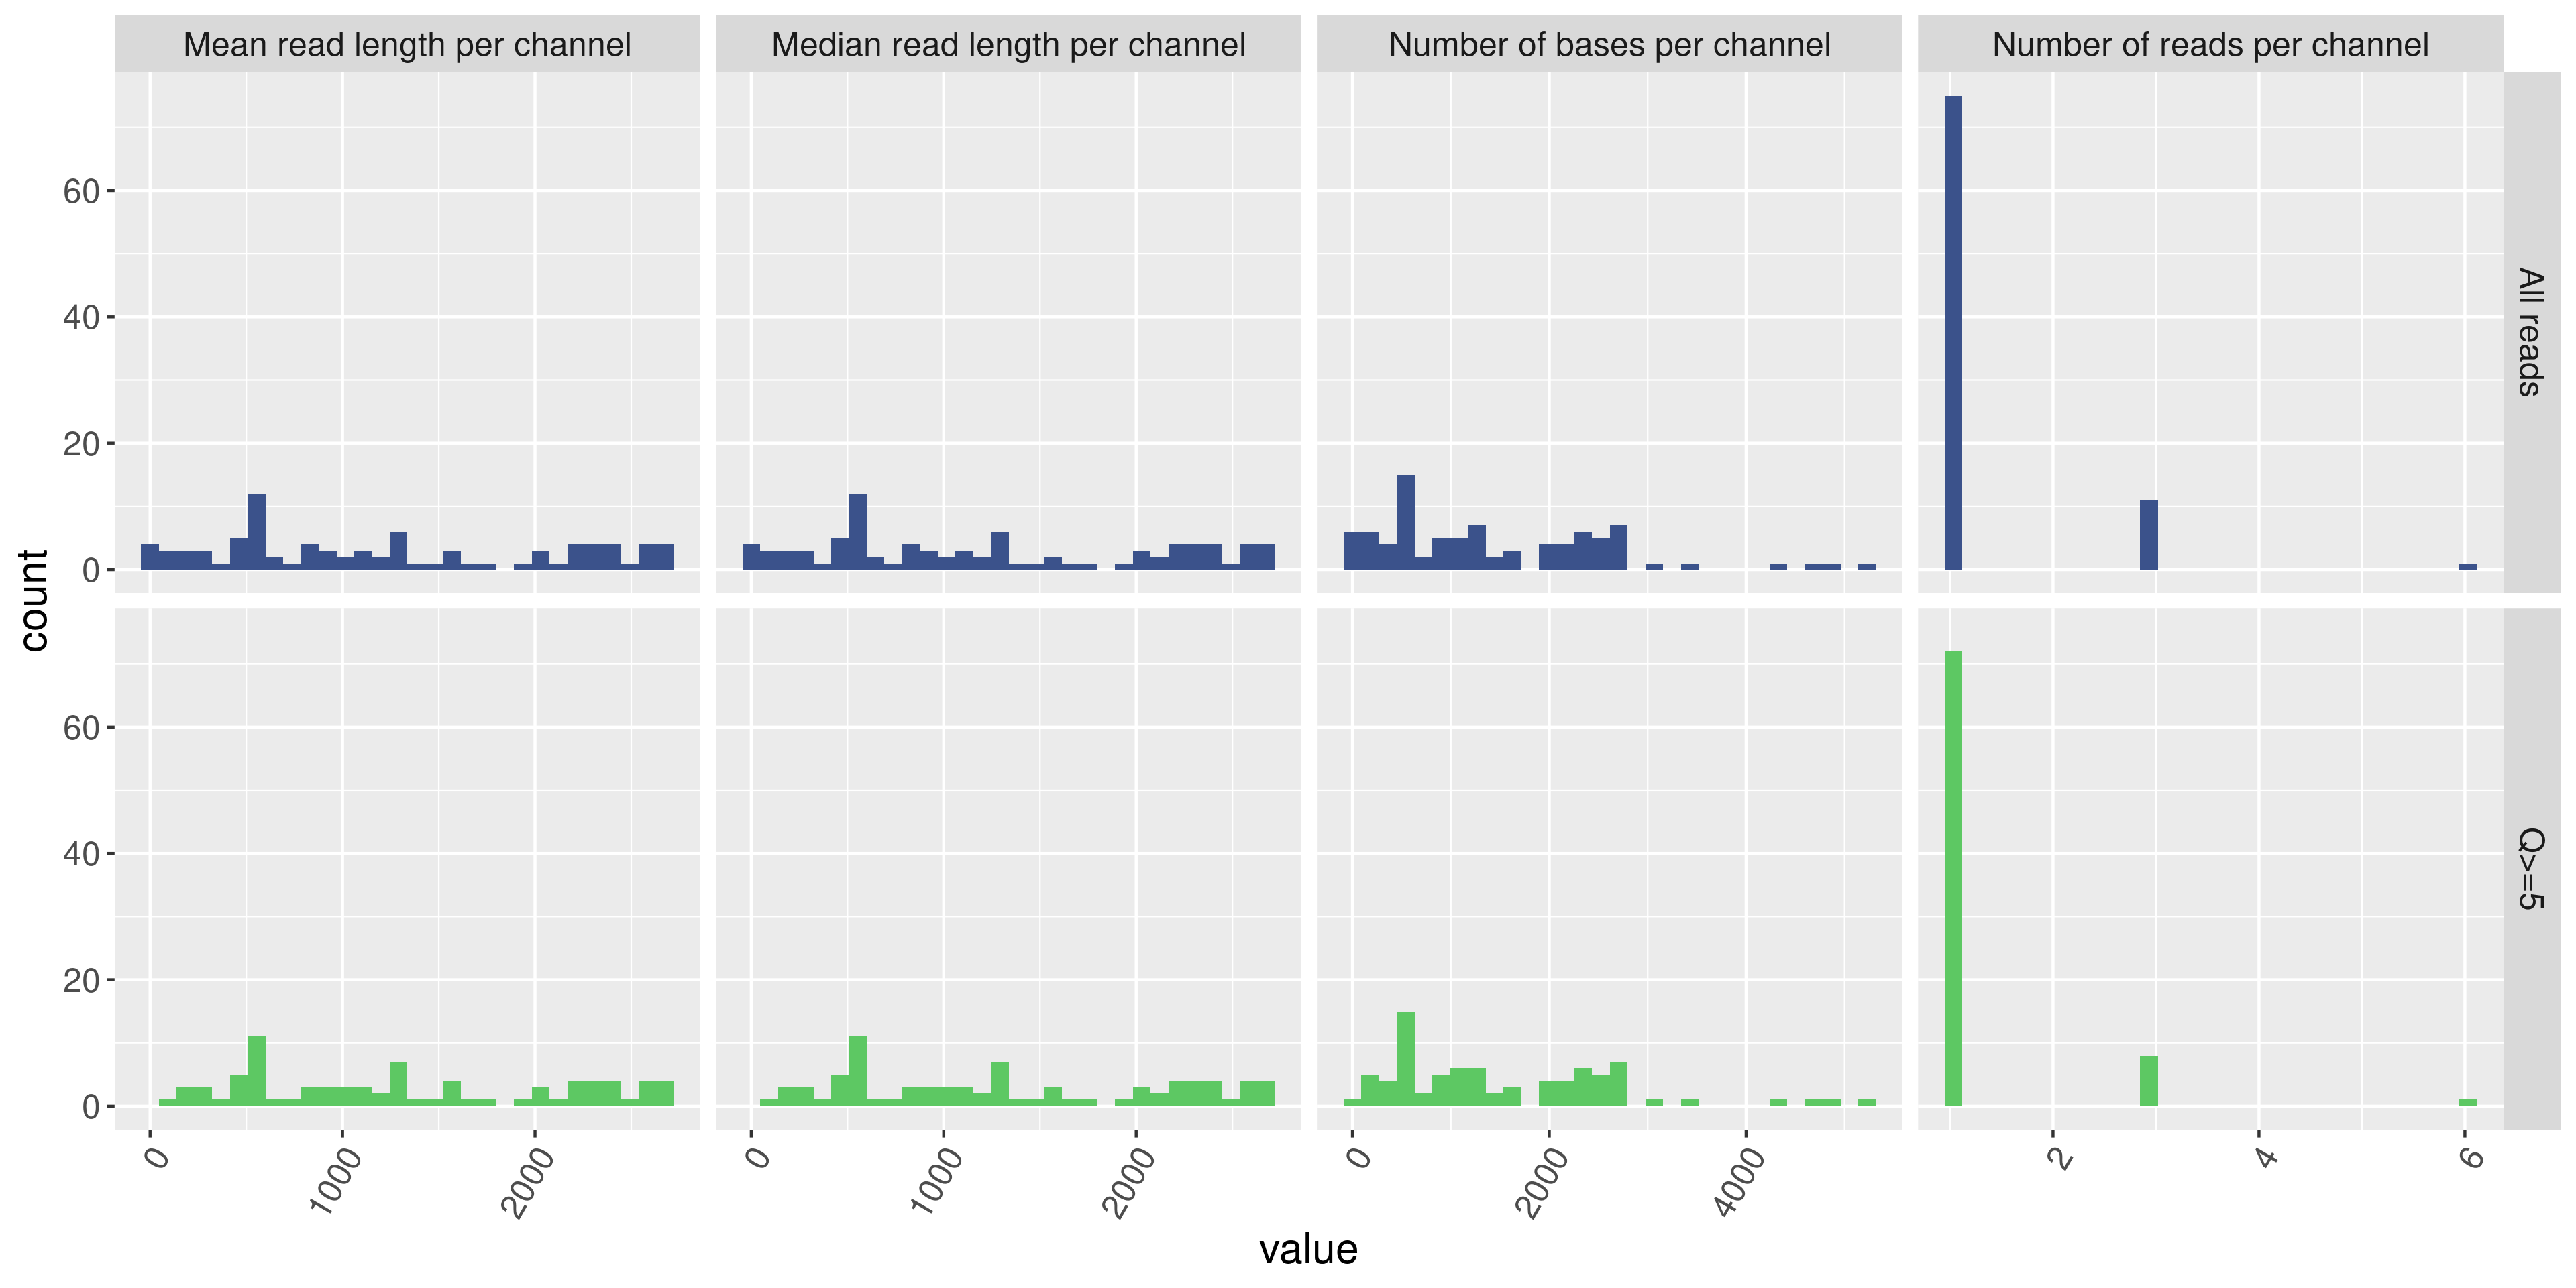 Mean read length per channel
Median read length per channel
Number of bases per channel
Number of reads per channel
count
60
40
20
0
All reads
60
40
20
0
Q>=5
0
1000
2000
0
1000
2000
0
2000
4000
2
4
6
value